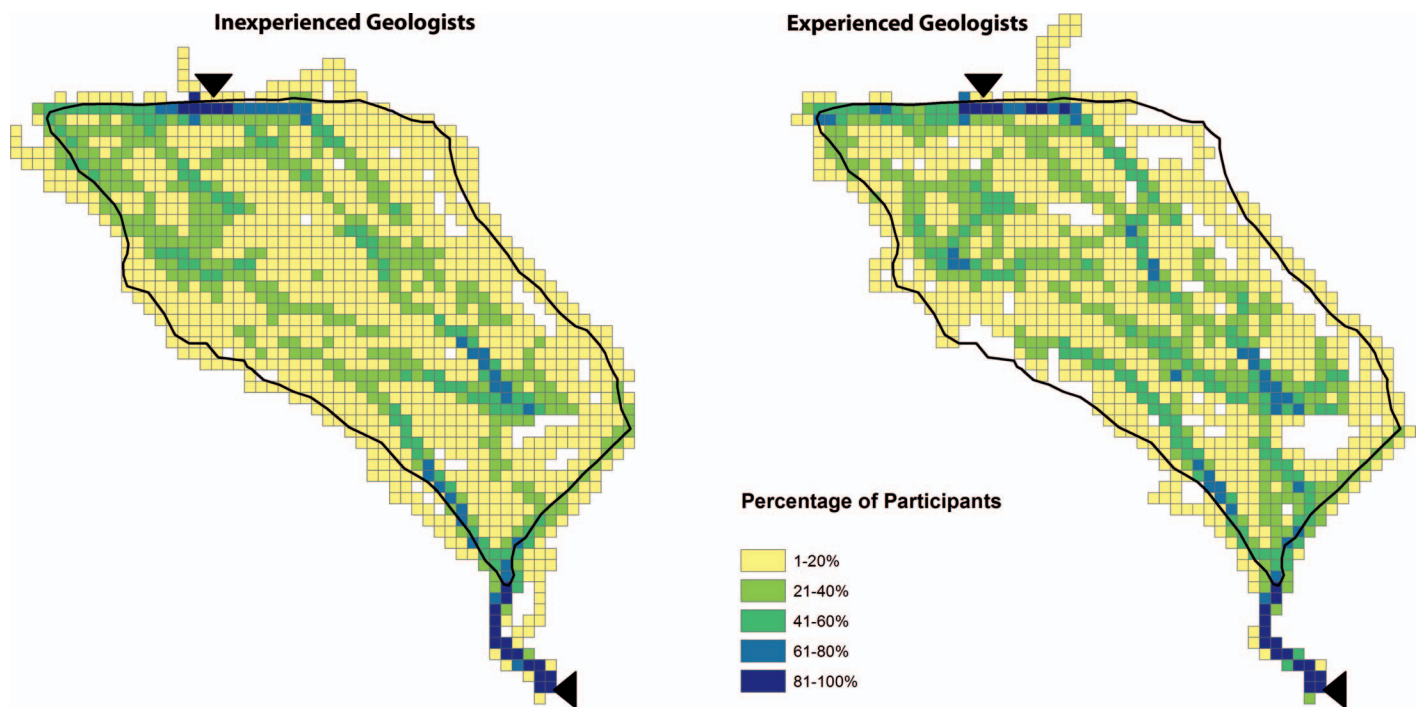 Inexperienced Geologists
Experienced Geologists
Percentage of Participants
1-20%
21-40%
41-60%
61-80%
81-100%